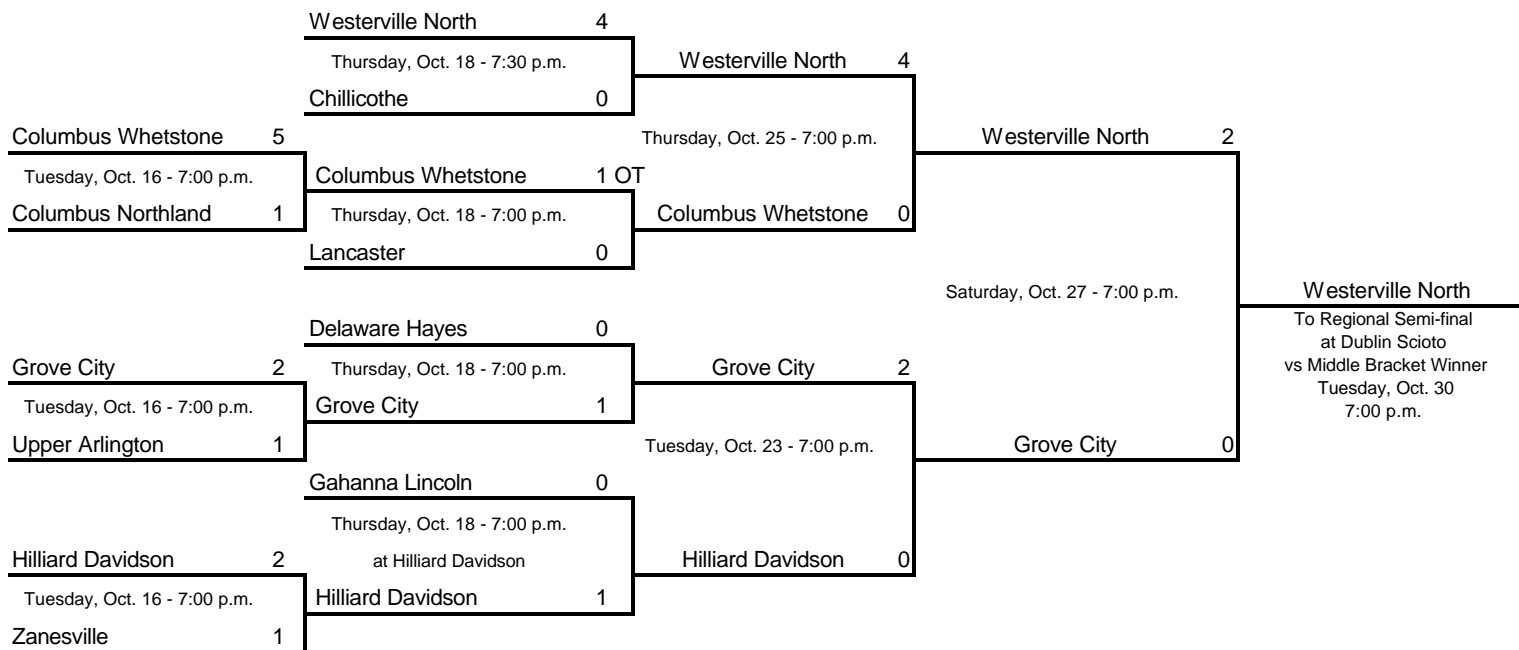 Westerville North 4
Thursday, Oct. 18 - 7:30 p.m.
Westerville North 4
Chillicothe 0
Columbus Whetstone 5
Thursday, Oct. 25 - 7:00 p.m.
Westerville North 2
Tuesday, Oct. 16 - 7:00 p.m.
Columbus Whetstone 1 OT
Columbus Northland 1
Thursday, Oct. 18 - 7:00 p.m.
Columbus Whetstone 0
Lancaster 0
Saturday, Oct. 27 - 7:00 p.m.
Westerville North
To Regional Semi-final
at Dublin Scioto
vs Middle Bracket Winner
Tuesday, Oct. 30
7:00 p.m.
Delaware Hayes 0
Grove City 2
Thursday, Oct. 18 - 7:00 p.m.
Grove City 2
Tuesday, Oct. 16 - 7:00 p.m.
Grove City 1
Upper Arlington 1
Tuesday, Oct. 23 - 7:00 p.m.
Grove City 0
Gahanna Lincoln 0
Thursday, Oct. 18 - 7:00 p.m.
Hilliard Davidson 2
at Hilliard Davidson
Hilliard Davidson 0
Tuesday, Oct. 16 - 7:00 p.m.
Hilliard Davidson 1
Zanesville 1